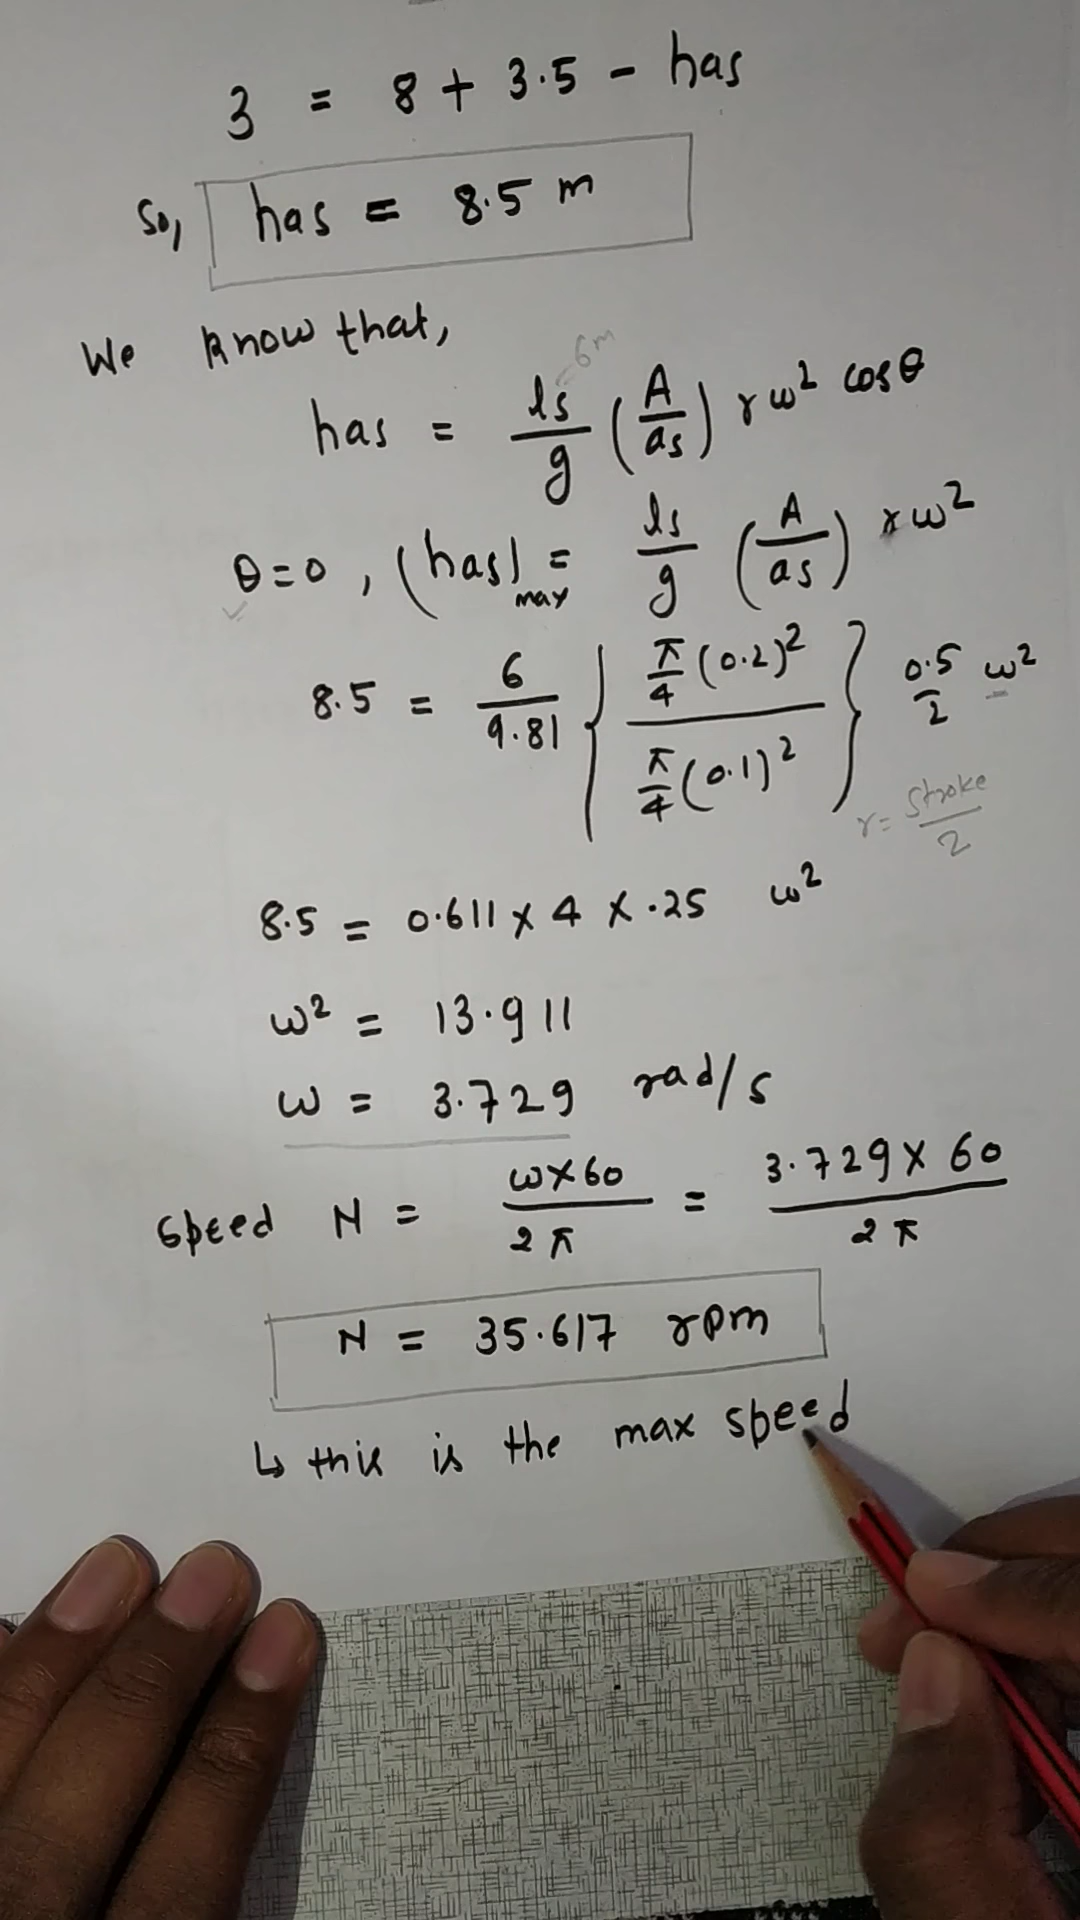 3 = 8 + 3.5 - has
So, has = 8.5 m
We know that,
6m
has = ls/g (A/as) r ω² cosθ
θ=0, (has)max = ls/g (A/as) rω²
8.5 = 6/9.81 { π/4 (0.2)² / π/4 (0.1)² } 0.5/2 ω²
r = Stroke/2
8.5 = 0.611 × 4 × .25 ω²
ω² = 13.911
ω = 3.729 rad/s
Speed N = ω×60/2π = 3.729×60/2π
N = 35.617 rpm
↳ this is the max speed